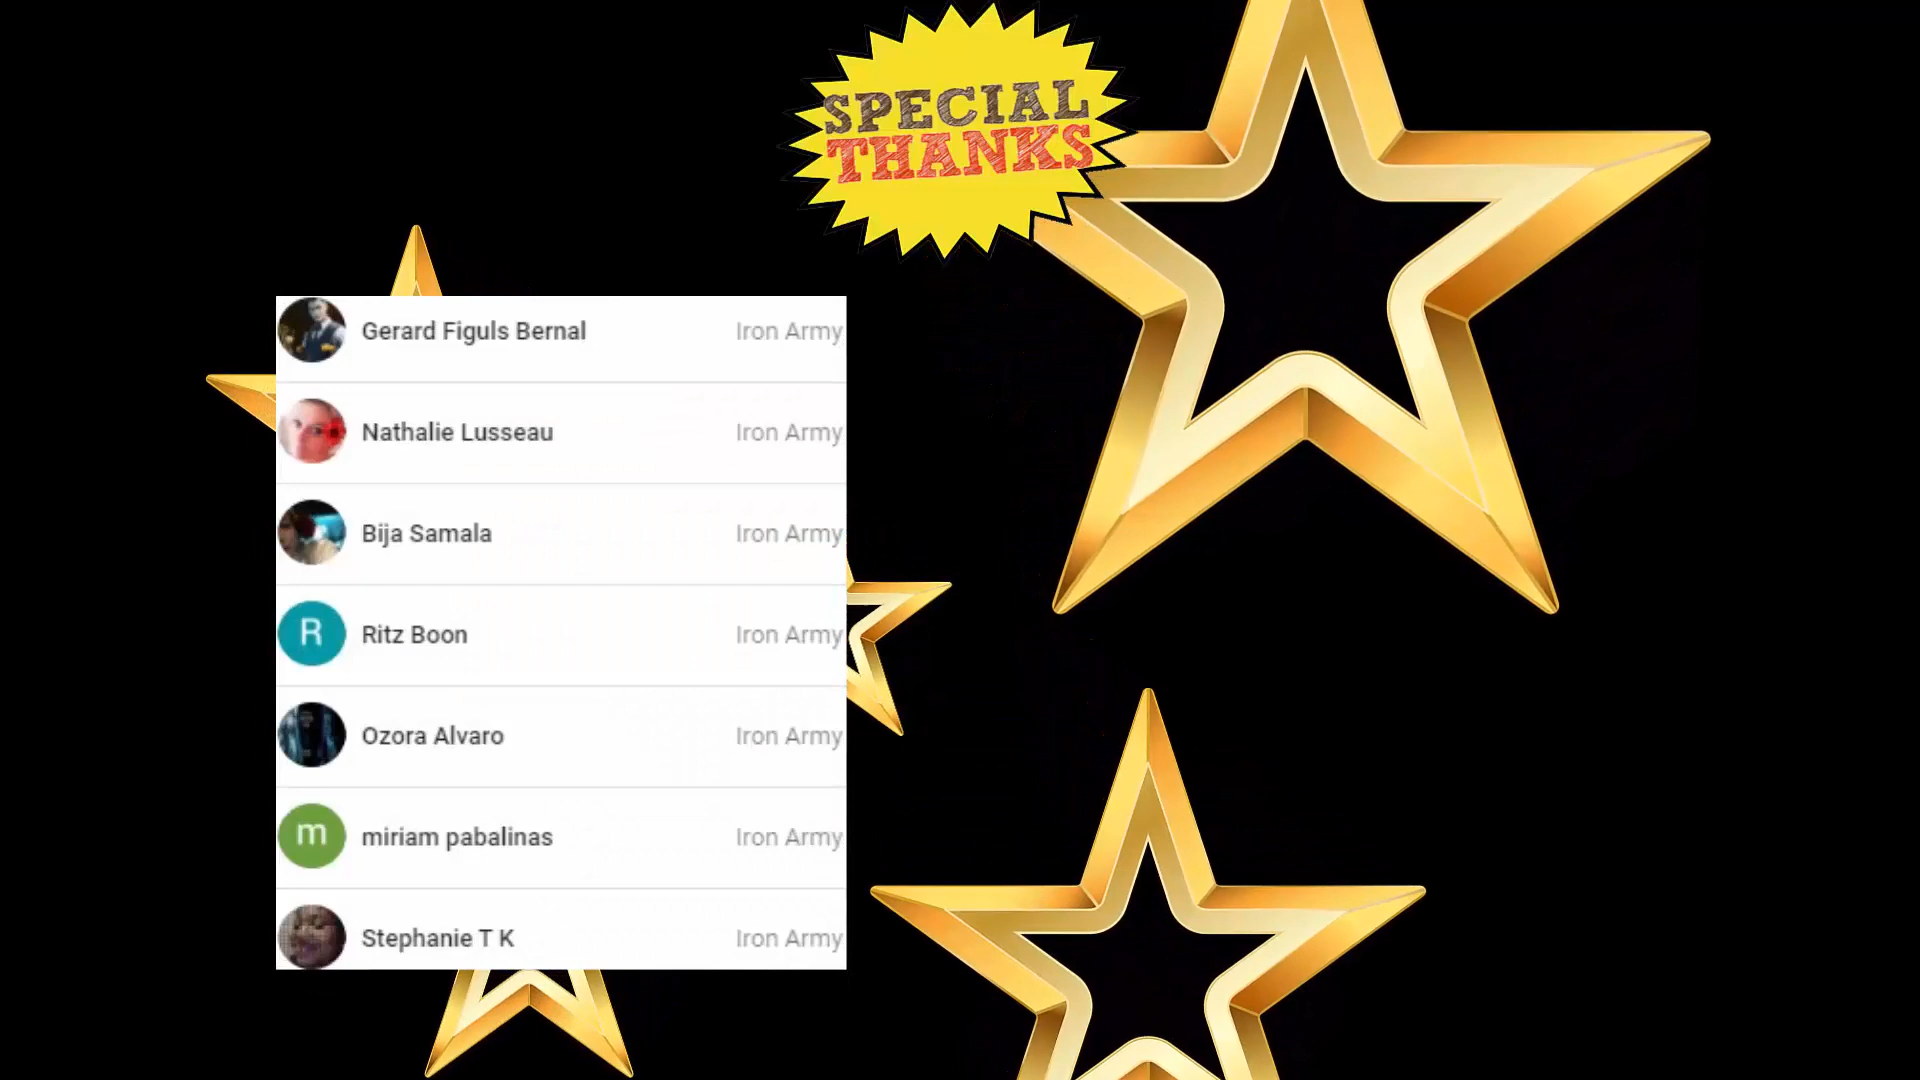 SPECIAL
THANKS
Gerard Figuls Bernal Iron Army
Nathalie Lusseau Iron Army
Bija Samala Iron Army
R Ritz Boon Iron Army
Ozora Alvaro Iron Army
m miriam pabalinas Iron Army
Stephanie T K Iron Army